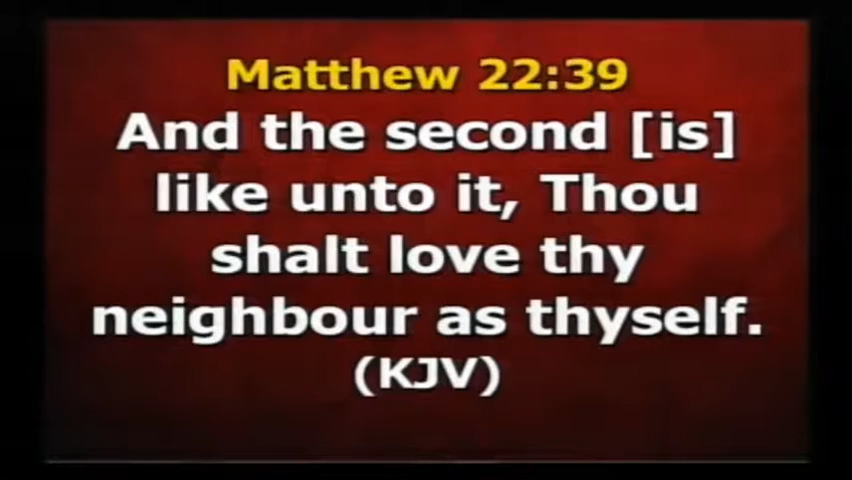 Matthew 22:39
And the second [is]
like unto it, Thou
shalt love thy
neighbour as thyself.
(KJV)